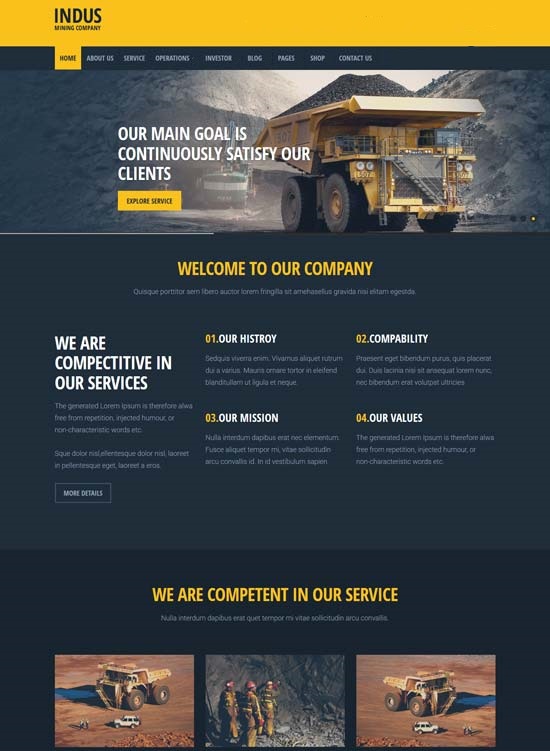 INDUS
MINING COMPANY
HOME ABOUT US SERVICE OPERATIONS INVESTOR BLOG PAGES SHOP CONTACT US
OUR MAIN GOAL IS
CONTINUOUSLY SATISFY OUR
CLIENTS
EXPLORE SERVICE
WELCOME TO OUR COMPANY
Quisque porttitor sem libero auctor lorem fringilla sit amehasellus gravida nisi elitam egestda.
WE ARE
COMPECTITIVE IN
OUR SERVICES
The generated Lorem Ipsum is therefore alwa
free from repetition, injected humour, or
non-characteristic words etc.
Sque dolor nisl,ellentesque dolor nisl, laoreet
in pellentesque eget, laoreet a eros.
MORE DETAILS
01.OUR HISTROY
Sedquis viverra enim. Vivamus aliquet rutrum
dui a varius. Mauris ornare tortor in eleifend
blanditullam ut ligula et neque.
02.COMPABILITY
Praesent eget bibendum purus, quis placerat
dui. Duis lacinia nisi sit ansequat lorem nunc,
nec bibendum erat volutpat ultricies
03.OUR MISSION
Nulla interdum dapibus erat nec elementum.
Fusce aliquet tempor mi, vitae sollicitudin
arcu convallis id. In id vestibulum sapien
04.OUR VALUES
The generated Lorem Ipsum is therefore alwa
free from repetition, injected humour, or
non-characteristic words etc.
WE ARE COMPETENT IN OUR SERVICE
Nulla interdum dapibus erat quet tempor mi vitae sollicitudin arcu convallis.